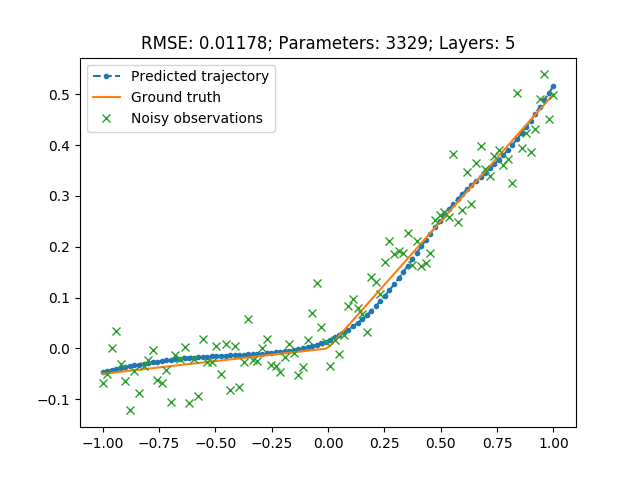 RMSE: 0.01178; Parameters: 3329; Layers: 5
Predicted trajectory
Ground truth
Noisy observations
0.5
0.4
0.3
0.2
0.1
0.0
−0.1
−1.00 −0.75 −0.50 −0.25 0.00 0.25 0.50 0.75 1.00